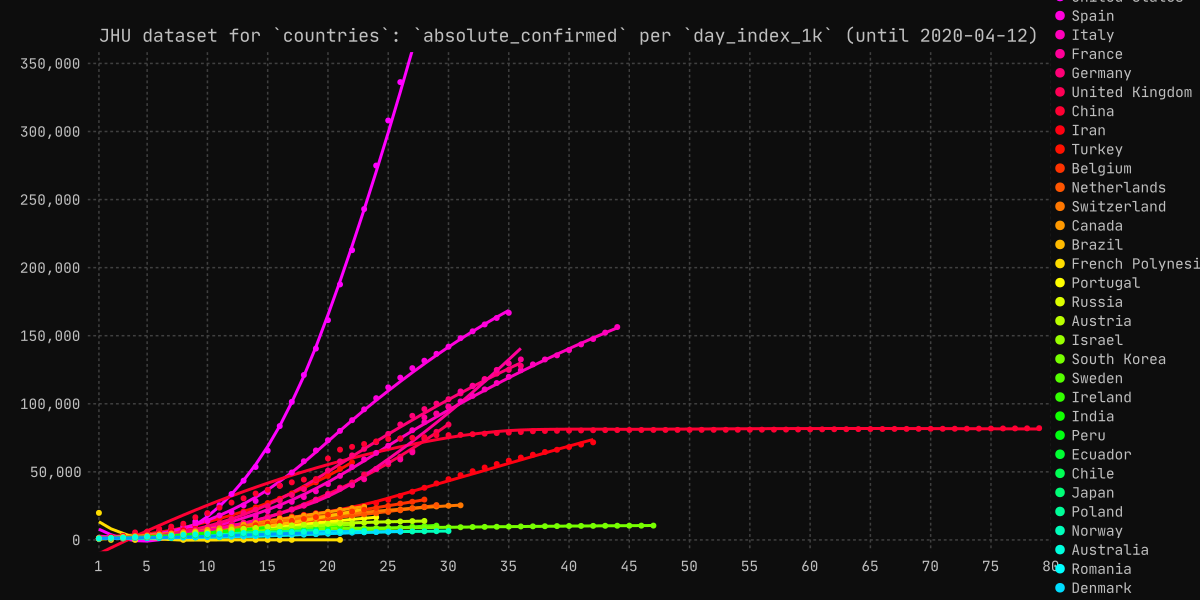 JHU dataset for `countries`: `absolute_confirmed` per `day_index_1k` (until 2020-04-12)
350,000
300,000
250,000
200,000
150,000
100,000
50,000
0
1 5 10 15 20 25 30 35 40 45 50 55 60 65 70 75 80
Spain
Italy
France
Germany
United Kingdom
China
Iran
Turkey
Belgium
Netherlands
Switzerland
Canada
Brazil
French Polynesi
Portugal
Russia
Austria
Israel
South Korea
Sweden
Ireland
India
Peru
Ecuador
Chile
Japan
Poland
Norway
Australia
Romania
Denmark